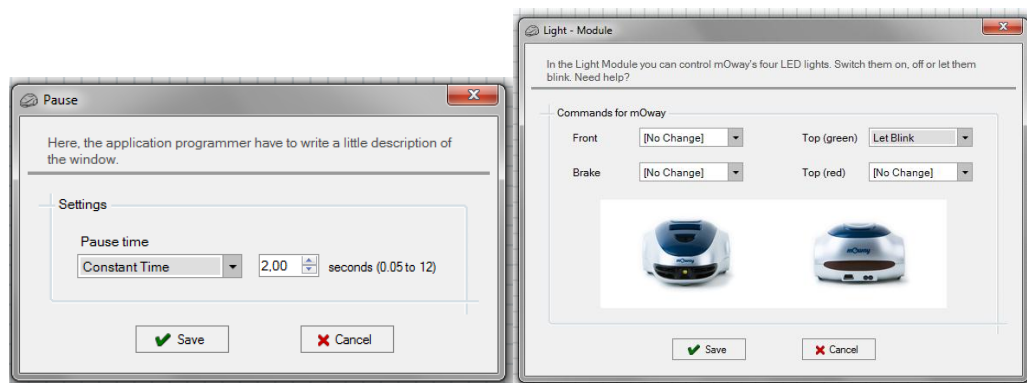 Pause
Here, the application programmer have to write a little description of
the window.
Settings
Pause time
Constant Time 2,00 seconds (0.05 to 12)
Save Cancel
Light - Module
In the Light Module you can control mOway's four LED lights. Switch them on, off or let them
blink. Need help?
Commands for mOway
Front [No Change] Top (green) Let Blink
Brake [No Change] Top (red) [No Change]
mOway mOway
Save Cancel